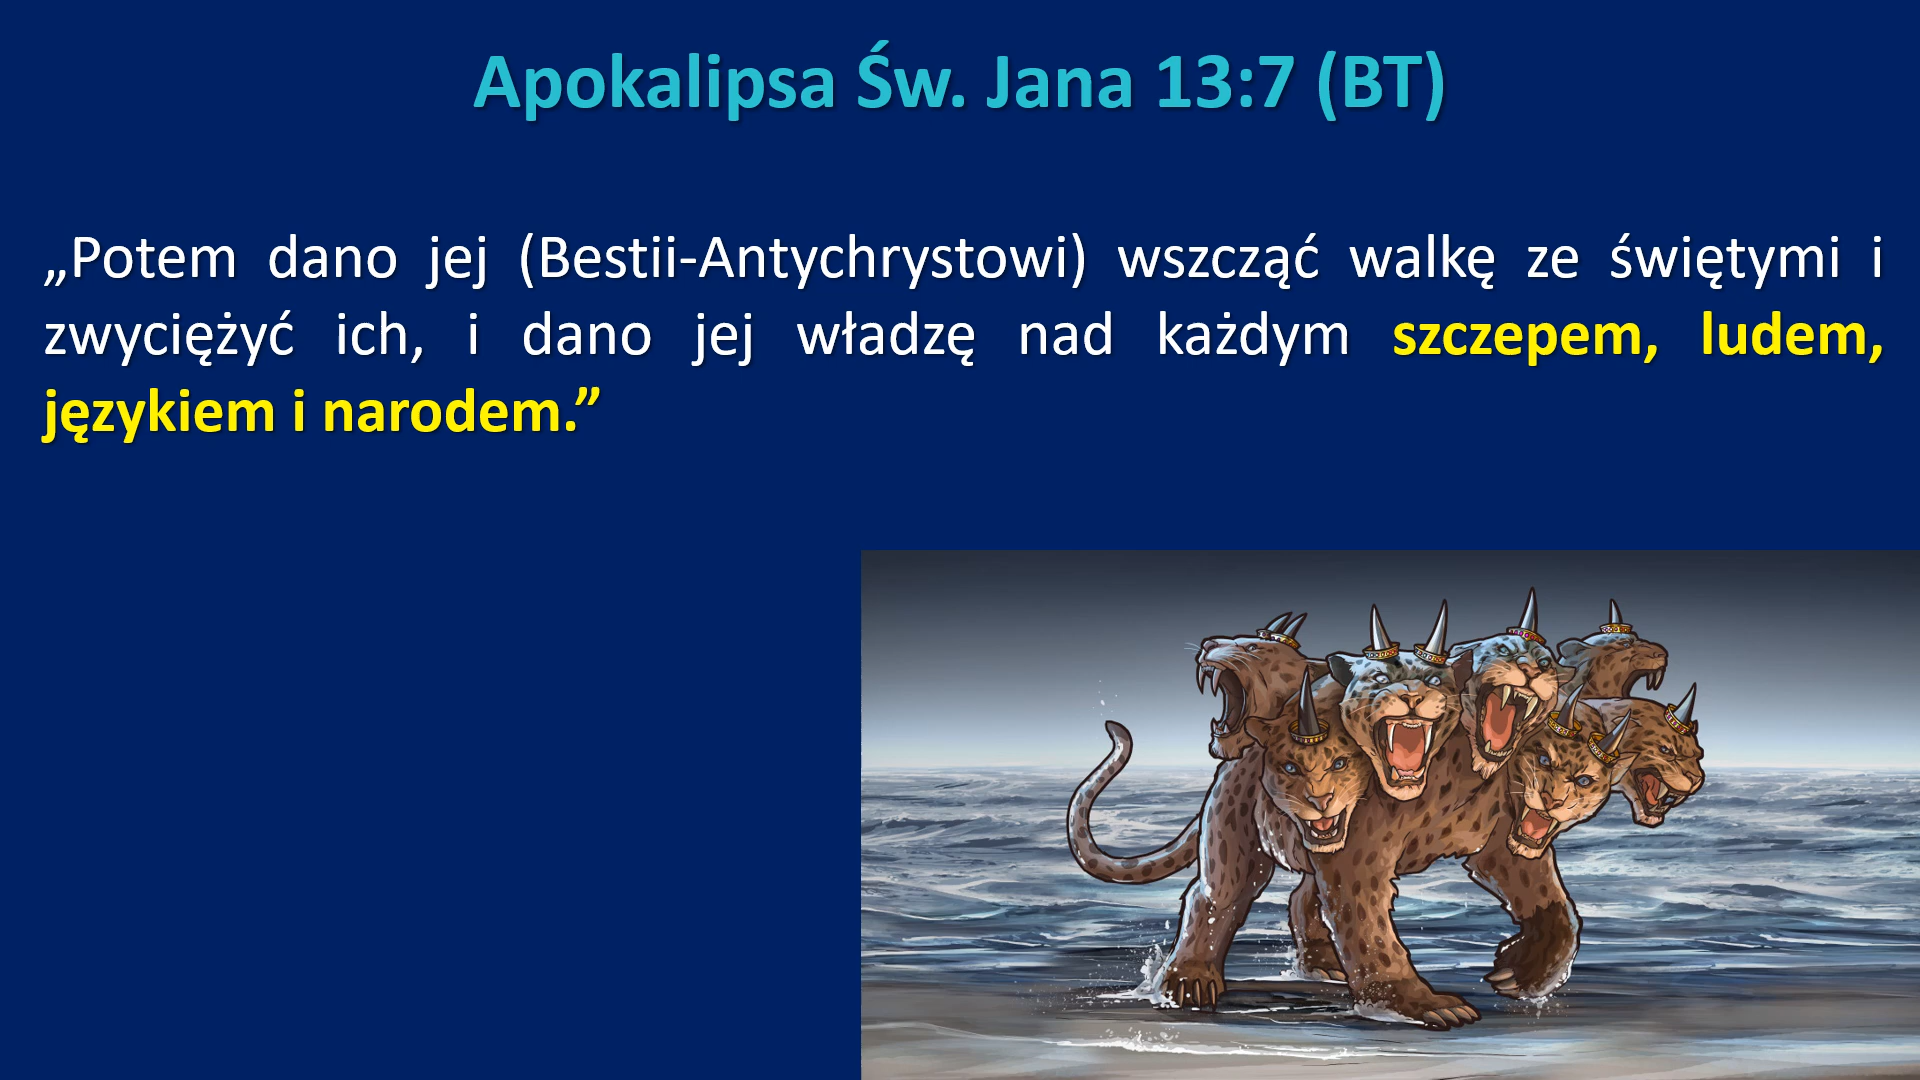 Apokalipsa Św. Jana 13:7 (BT)
„Potem dano jej (Bestii-Antychrystowi) wszcząć walkę ze świętymi i
zwyciężyć ich, i dano jej władzę nad każdym szczepem, ludem,
językiem i narodem.”